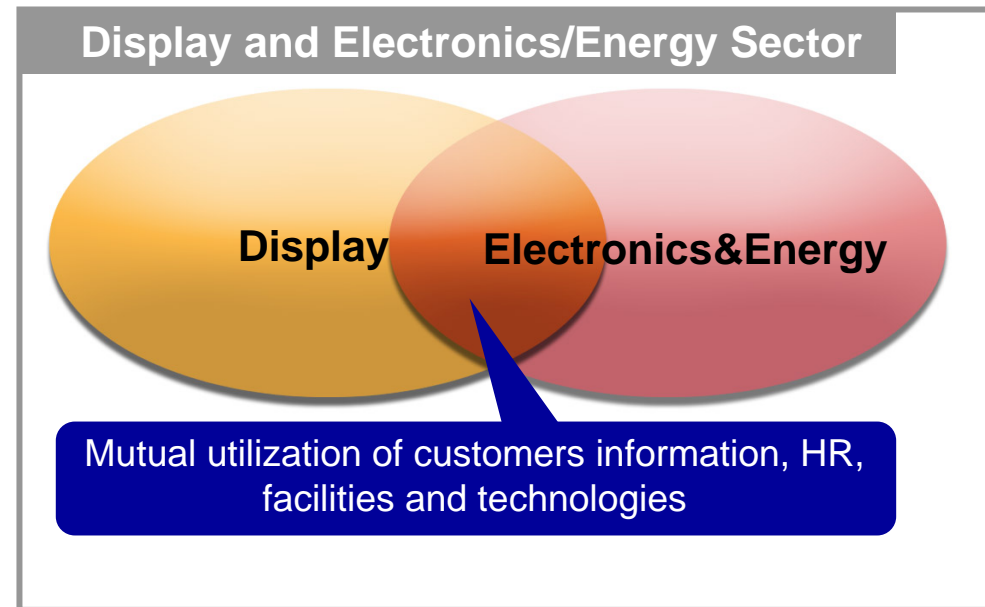 Display and Electronics/Energy Sector
Display
Electronics&Energy
Mutual utilization of customers information, HR,
facilities and technologies